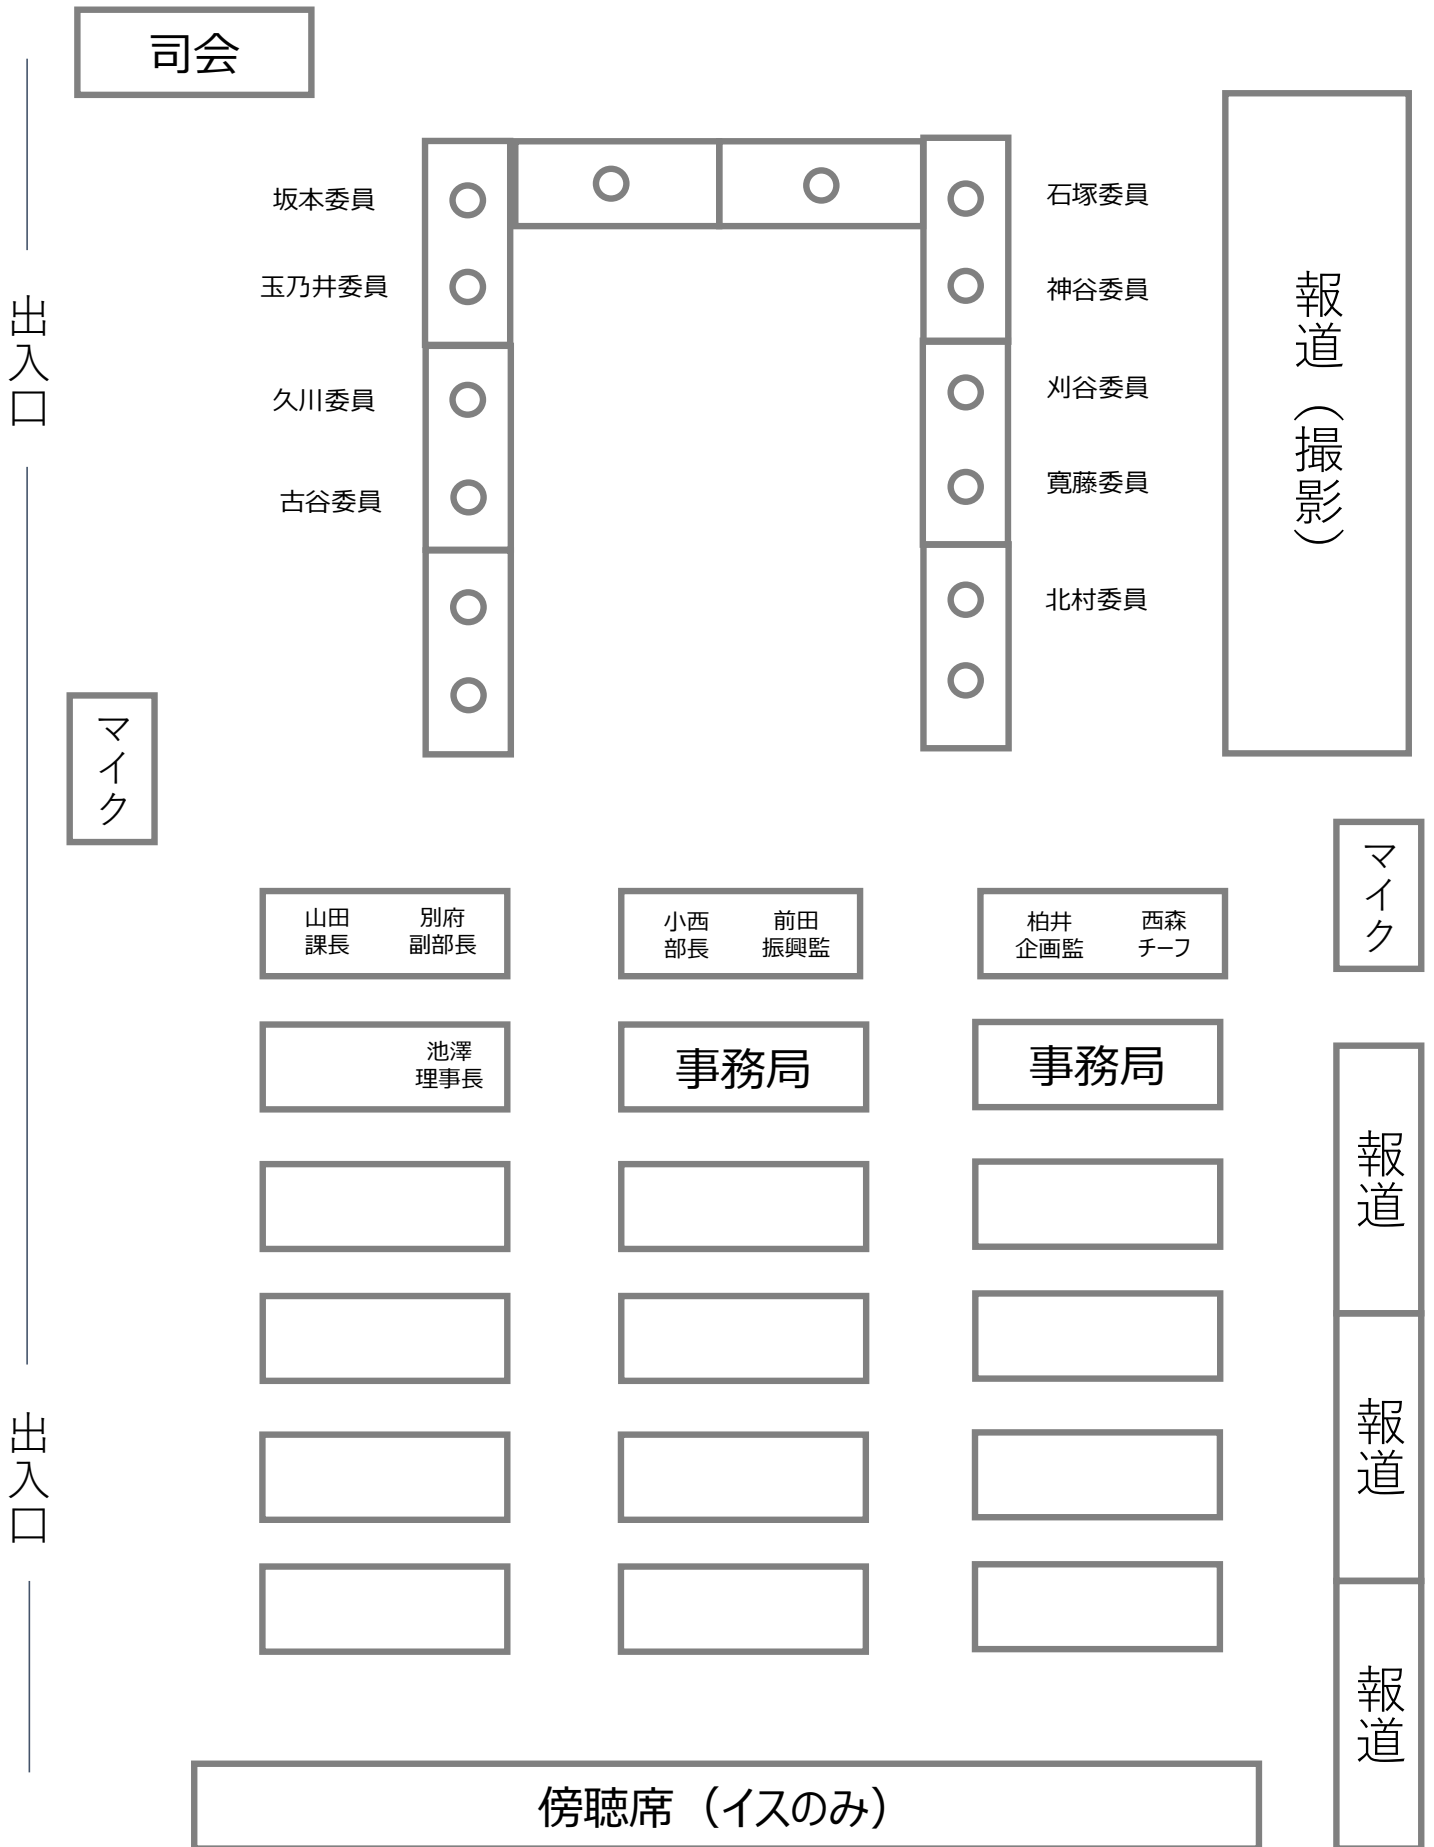 司会
坂本委員
石塚委員
玉乃井委員
神谷委員
出入口
報道（撮影）
久川委員
刈谷委員
古谷委員
寛藤委員
北村委員
マイク
マイク
山田
課長
別府
副部長
小西
部長
前田
振興監
柏井
企画監
西森
チーフ
池澤
理事長
事務局
事務局
報道
報道
出入口
報道
傍聴席（イスのみ）